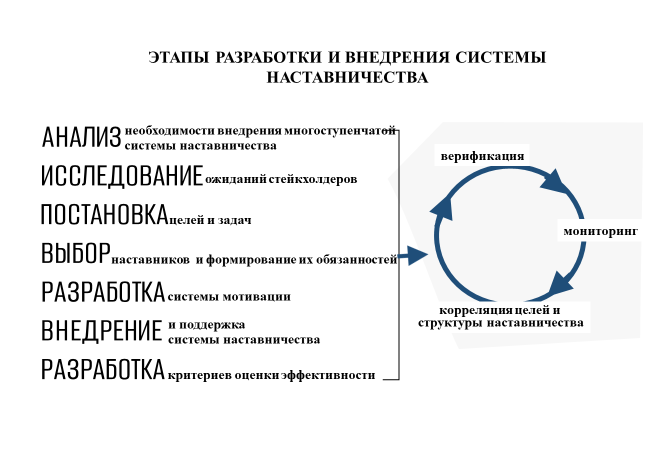 ЭТАПЫ РАЗРАБОТКИ И ВНЕДРЕНИЯ СИСТЕМЫ
НАСТАВНИЧЕСТВА
АНАЛИЗ необходимости внедрения многоступенчатой
системы наставничества
ИССЛЕДОВАНИЕ ожиданий стейкхолдеров
ПОСТАНОВКА целей и задач
ВЫБОР наставников и формирование их обязанностей
РАЗРАБОТКА системы мотивации
ВНЕДРЕНИЕ и поддержка
системы наставничества
РАЗРАБОТКА критериев оценки эффективности
верификация
мониторинг
корреляция целей и
структуры наставничества